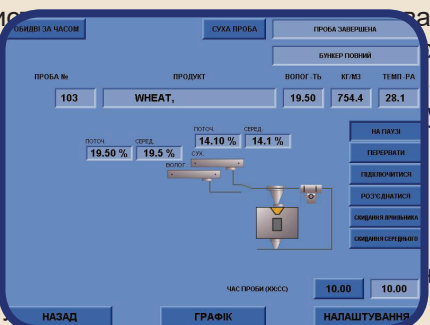 ОБИДВІ ЗА ЧАСОМ СУХА ПРОБА ПРОБА ЗАВЕРШЕНА
БУНКЕР ПОВНИЙ
ПРОБА № ПРОДУКТ ВОЛОГ-ТЬ КГ/М3 ТЕМП-РА
103 WHEAT, 19.50 754.4 28.1
НА ПАУЗІ
ПОТОЧ. СЕРЕД.
14.10 % 14.1 %
ПОТОЧ. СЕРЕД.
19.50 % 19.5 %
СУХ.
ВОЛОГ
ПЕРЕРВАТИ
ПІДКЛЮЧИТИСЯ
РОЗ'ЄДНАТИСЯ
СКИДАННЯ
СКИДАННЯ СЕРЕДНЬОГО
ЧАС ПРОБИ (ХХ:СС) 10.00 10.00
НАЗАД ГРАФІК НАЛАШТУВАННЯ